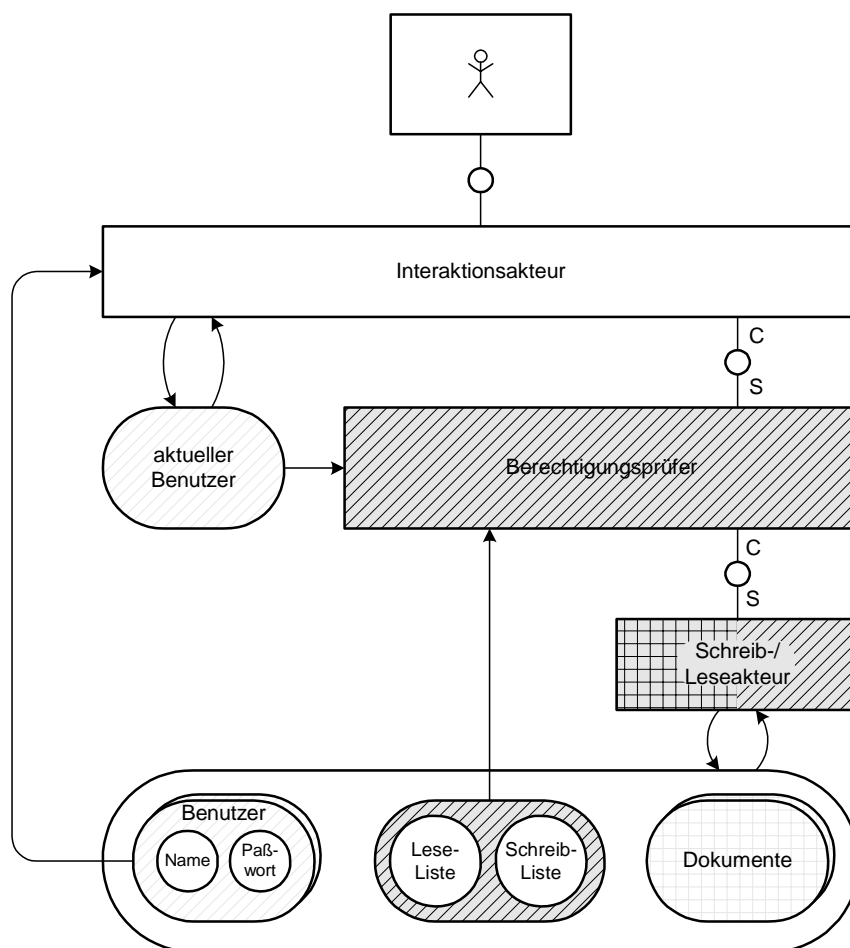 Interaktionsakteur
C
S
aktueller
Benutzer
Berechtigungsprüfer
C
S
Schreib-/
Leseakteur
Benutzer
Name
Paß-
wort
Lese-
Liste
Schreib-
Liste
Dokumente